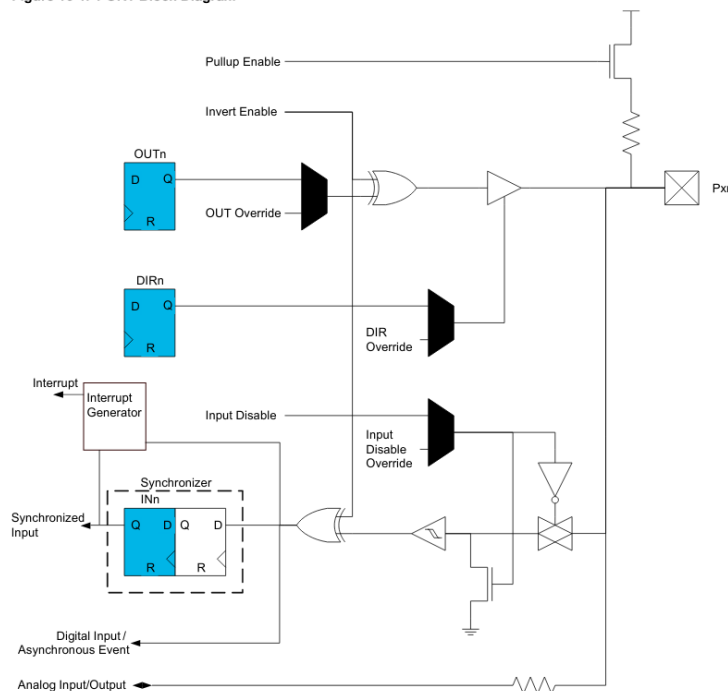 Pullup Enable
Invert Enable
OUTn
D Q
R
OUT Override
Pxn
DIRn
D Q
R
DIR
Override
Interrupt
Interrupt
Generator
Input Disable
Input
Disable
Override
Synchronizer
INn
Synchronized
Input
Q D Q D
R R
Digital Input /
Asynchronous Event
Analog Input/Output